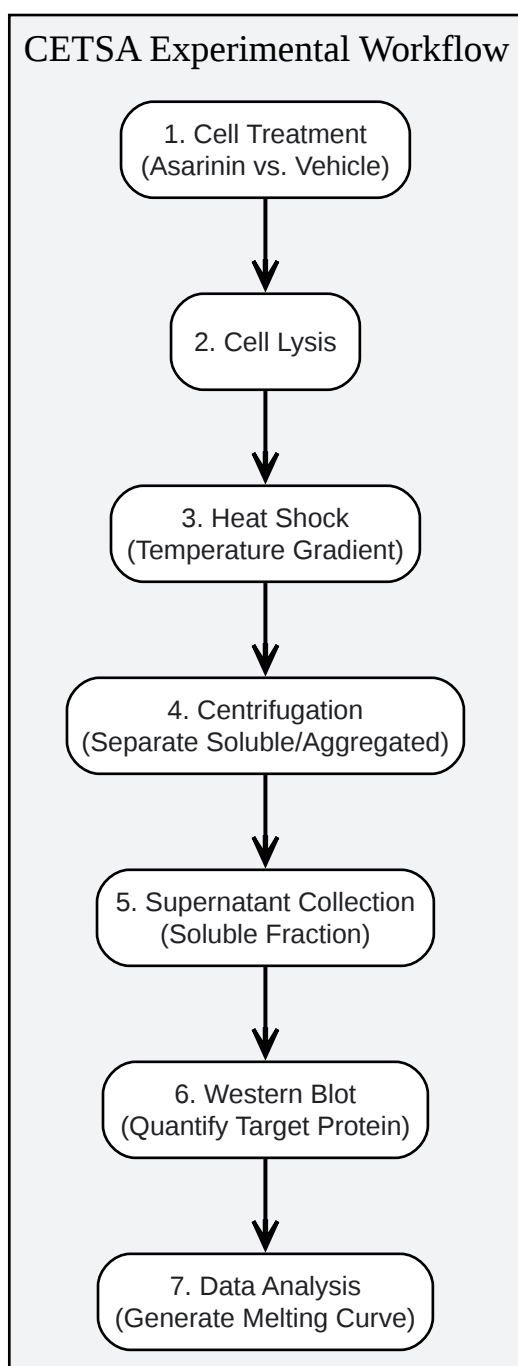 CETSA Experimental Workflow
1. Cell Treatment
(Asarinin vs. Vehicle)
2. Cell Lysis
3. Heat Shock
(Temperature Gradient)
4. Centrifugation
(Separate Soluble/Aggregated)
5. Supernatant Collection
(Soluble Fraction)
6. Western Blot
(Quantify Target Protein)
7. Data Analysis
(Generate Melting Curve)